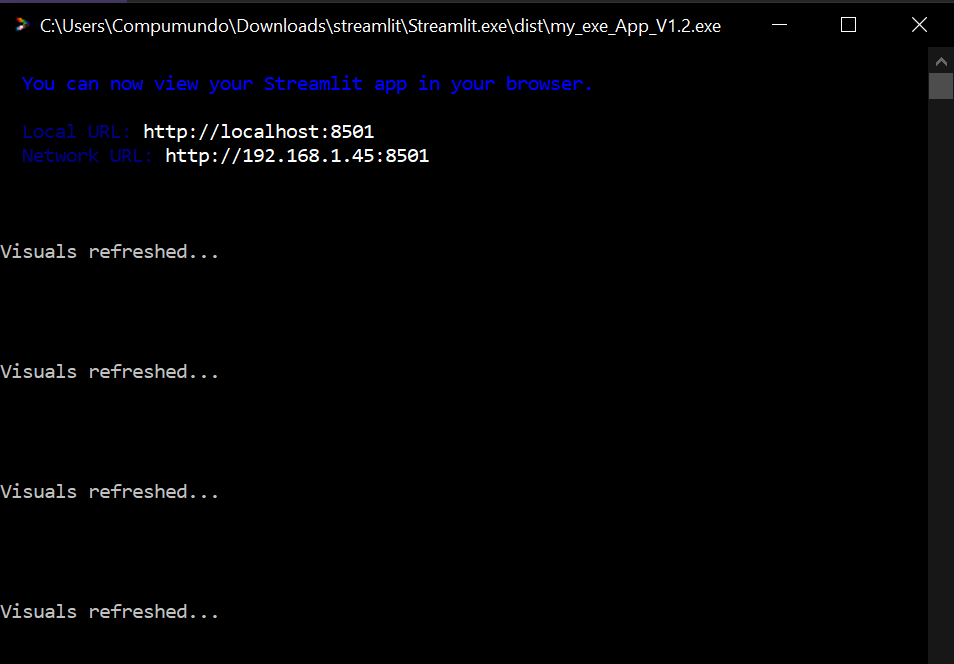 C:\Users\Compumundo\Downloads\streamlit\Streamlit.exe\dist\my_exe_App_V1.2.exe
You can now view your Streamlit app in your browser.
Local URL: http://localhost:8501
Network URL: http://192.168.1.45:8501
Visuals refreshed...
Visuals refreshed...
Visuals refreshed...
Visuals refreshed...